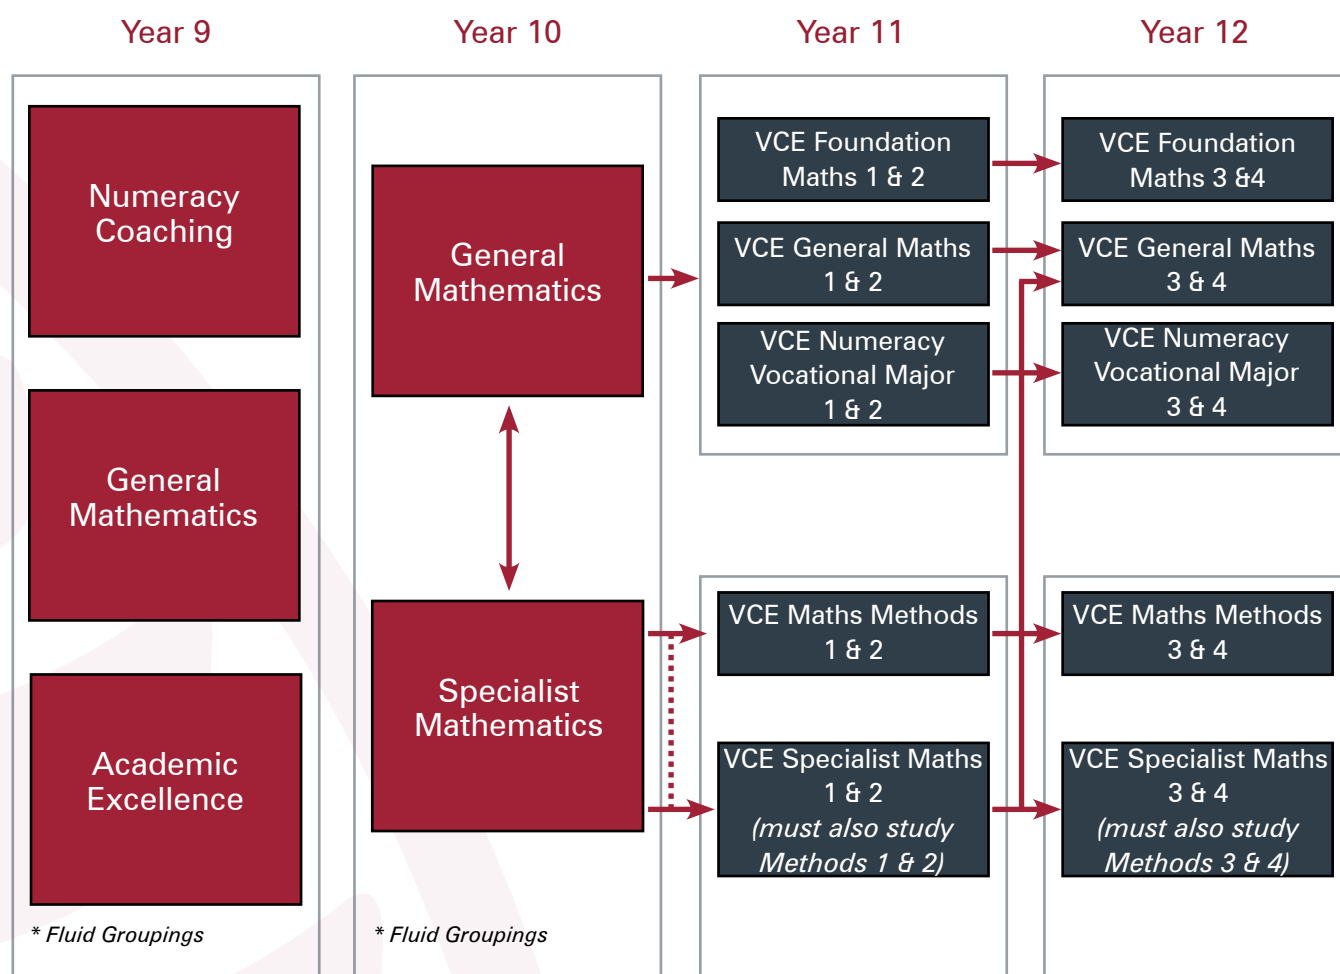 Year 9
Year 10
Year 11
Year 12
Numeracy
Coaching
General
Mathematics
Academic
Excellence
* Fluid Groupings
General
Mathematics
Specialist
Mathematics
* Fluid Groupings
VCE Foundation
Maths 1 & 2
VCE General Maths
1 & 2
VCE Numeracy
Vocational Major
1 & 2
VCE Maths Methods
1 & 2
VCE Specialist Maths
1 & 2
(must also study
Methods 1 & 2)
VCE Foundation
Maths 3 &4
VCE General Maths
3 & 4
VCE Numeracy
Vocational Major
3 & 4
VCE Maths Methods
3 & 4
VCE Specialist Maths
3 & 4
(must also study
Methods 3 & 4)